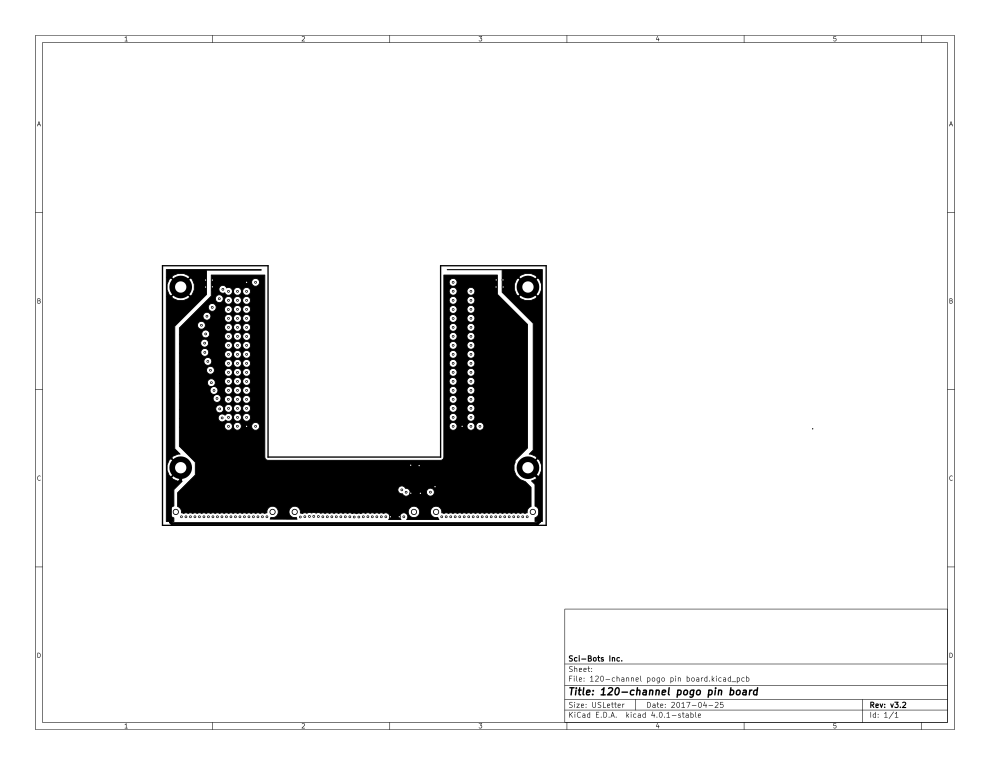 1 2 3 4 5
A A
B B
C C
D D
Sci-Bots Inc.
Sheet:
File: 120-channel pogo pin board.kicad_pcb
Title: 120-channel pogo pin board
Size: USLetter Date: 2017-04-25 Rev: v3.2
KiCad E.D.A. kicad 4.0.1-stable Id: 1/1
1 2 3 4 5